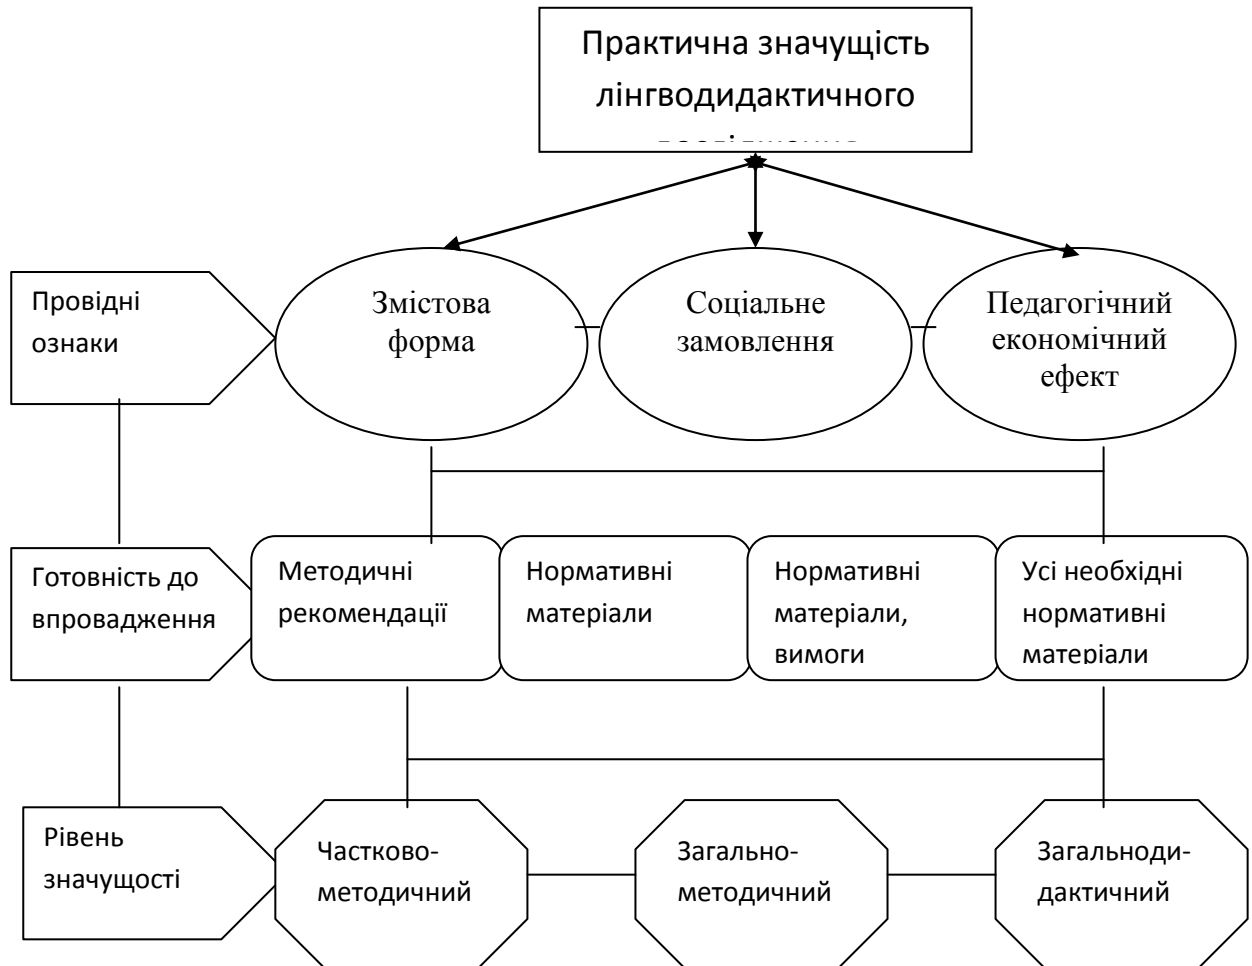 Практична значущість
лінгводидактичного
Провідні
ознаки
Змістова
форма
Соціальне
замовлення
Педагогічний
економічний
ефект
Готовність до
впровадження
Методичні
рекомендації
Нормативні
матеріали
Нормативні
матеріали,
вимоги
Усі необхідні
нормативні
матеріали
Рівень
значущості
Частково-
методичний
Загально-
методичний
Загальноди-
дактичний